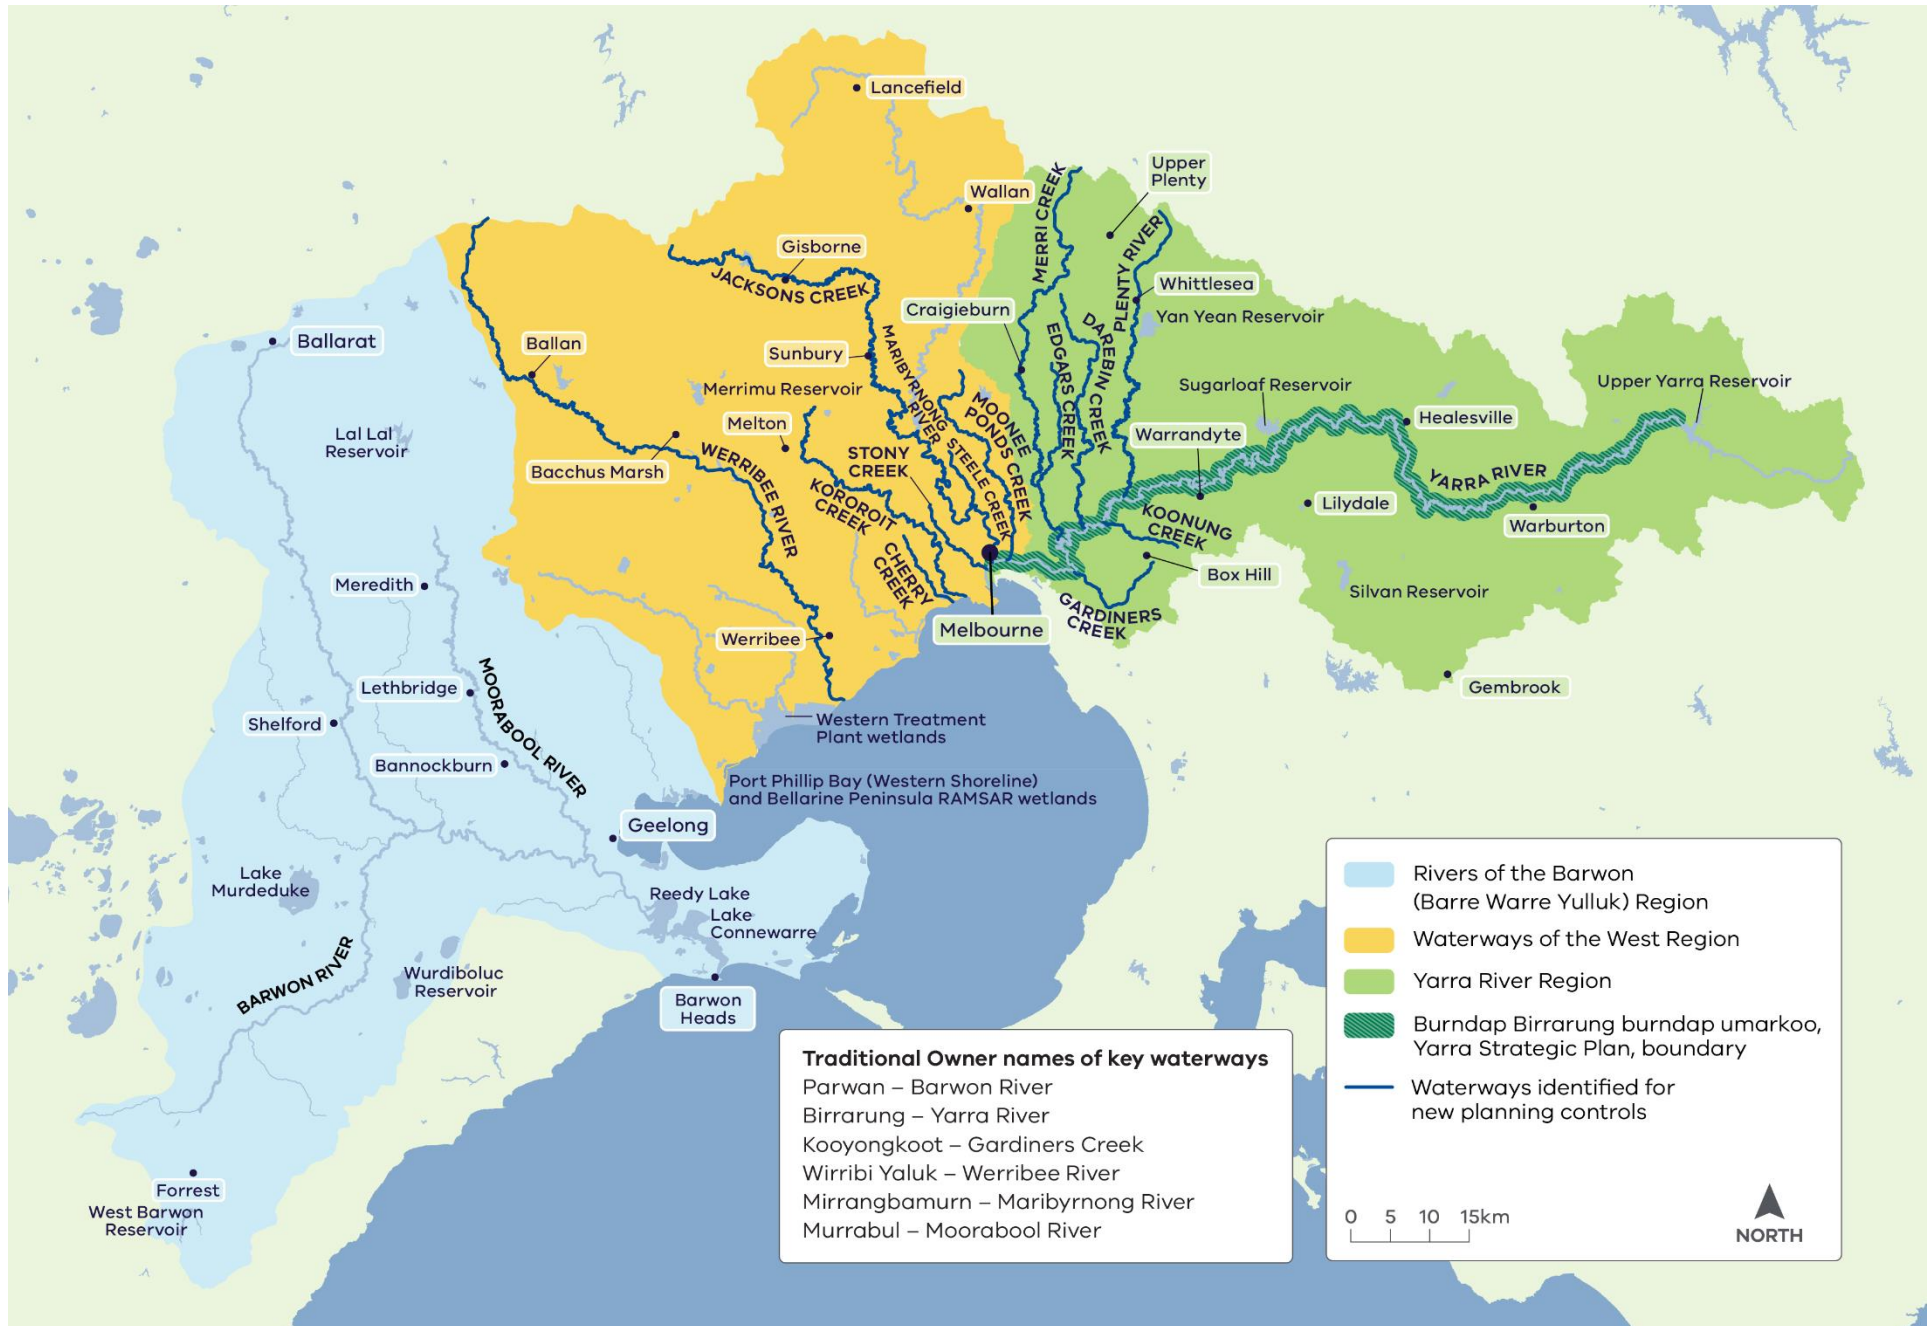 Lancefield
Upper
Plenty
Wallan
MERRI CREEK
PLENTY RIVER
Gisborne
JACKSONS CREEK
Whittlesea
Craigieburn
Yan Yean Reservoir
Ballarat
Ballan
Sunbury
MARIBYRNONG
RIVER
EDGARS CREEK
DAREBIN CREEK
Merrimu Reservoir
Sugarloaf Reservoir
Upper Yarra Reservoir
MOONEE
PONDS CREEK
Melton
Healesville
Lal Lal
Reservoir
Warrandyte
STONY
CREEK
STEELE CREEK
Bacchus Marsh
WERRIBEE RIVER
YARRA RIVER
KOROROIT
CREEK
Lilydale
KOONUNG
CREEK
Warburton
CHERRY
CREEK
Box Hill
Meredith
Silvan Reservoir
GARDINERS
CREEK
Melbourne
Werribee
MOORABOOL RIVER
Lethbridge
Gembrook
Shelford
Western Treatment
Plant wetlands
Bannockburn
Port Phillip Bay (Western Shoreline)
and Bellarine Peninsula RAMSAR wetlands
Geelong
Lake
Murdeduke
Reedy Lake
Lake
Connewarre
BARWON RIVER
Wurdiboluc
Reservoir
Barwon
Heads
Forrest
West Barwon
Reservoir
Traditional Owner names of key waterways
Parwan – Barwon River
Birrarung – Yarra River
Kooyongkoot – Gardiners Creek
Wirribi Yaluk – Werribee River
Mirrangbamurn – Maribyrnong River
Murrabul – Moorabool River
Rivers of the Barwon
(Barre Warre Yulluk) Region
Waterways of the West Region
Yarra River Region
Burndap Birrarung burndap umarkoo,
Yarra Strategic Plan, boundary
Waterways identified for
new planning controls
0 5 10 15km
NORTH